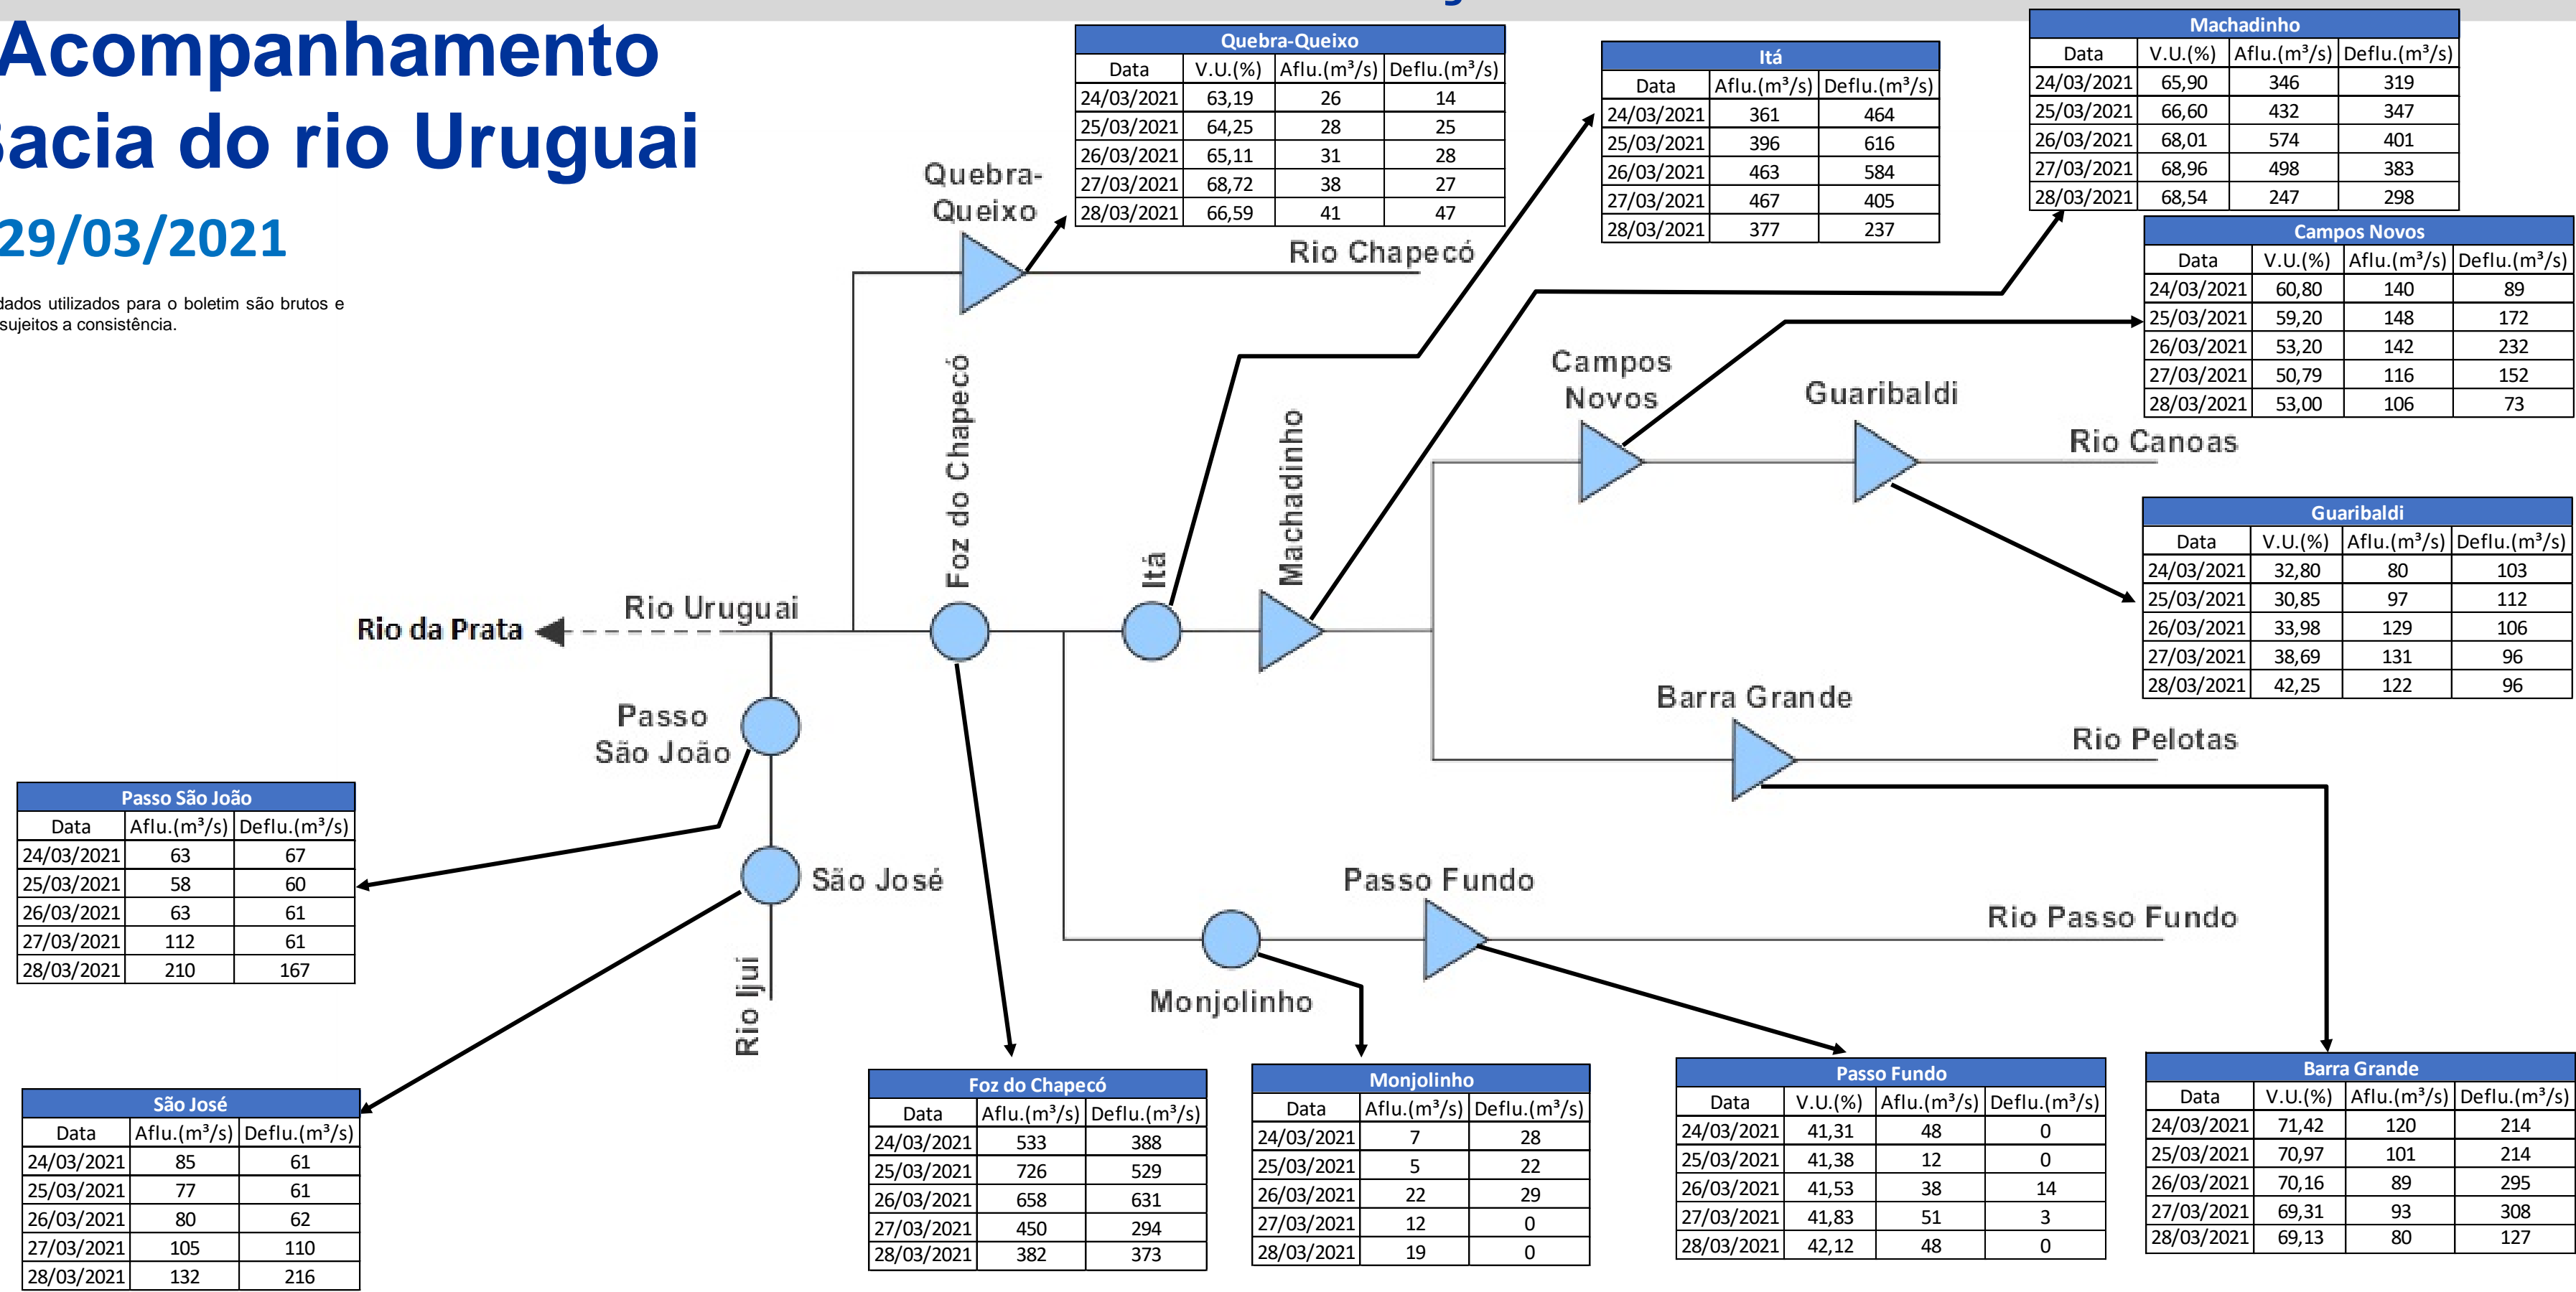 Acompanhamento
Bacia do rio Uruguai
29/03/2021
dados utilizados para o boletim são brutos e
sujeitos a consistência.
Quebra-Queixo
Data V.U.(%) Aflu.(m³/s) Deflu.(m³/s)
24/03/2021 63,19 26 14
25/03/2021 64,25 28 25
26/03/2021 65,11 31 28
27/03/2021 68,72 38 27
28/03/2021 66,59 41 47
Itá
Data Aflu.(m³/s) Deflu.(m³/s)
24/03/2021 361 464
25/03/2021 396 616
26/03/2021 463 584
27/03/2021 467 405
28/03/2021 377 237
Machadinho
Data V.U.(%) Aflu.(m³/s) Deflu.(m³/s)
24/03/2021 65,90 346 319
25/03/2021 66,60 432 347
26/03/2021 68,01 574 401
27/03/2021 68,96 498 383
28/03/2021 68,54 247 298
Campos Novos
Data V.U.(%) Aflu.(m³/s) Deflu.(m³/s)
24/03/2021 60,80 140 89
25/03/2021 59,20 148 172
26/03/2021 53,20 142 232
27/03/2021 50,79 116 152
28/03/2021 53,00 106 73
Quebra-
Queixo
Rio Chapecó
Foz do Chapecó
Itá
Machadinho
Campos
Novos
Guaribaldi
Rio Canoas
Guaribaldi
Data V.U.(%) Aflu.(m³/s) Deflu.(m³/s)
24/03/2021 32,80 80 103
25/03/2021 30,85 97 112
26/03/2021 33,98 129 106
27/03/2021 38,69 131 96
28/03/2021 42,25 122 96
Rio da Prata
Rio Uruguai
Passo
São João
Barra Grande
Rio Pelotas
São José
Rio Ijuí
Passo Fundo
Rio Passo Fundo
Monjolinho
Passo São João
Data Aflu.(m³/s) Deflu.(m³/s)
24/03/2021 63 67
25/03/2021 58 60
26/03/2021 63 61
27/03/2021 112 61
28/03/2021 210 167
São José
Data Aflu.(m³/s) Deflu.(m³/s)
24/03/2021 85 61
25/03/2021 77 61
26/03/2021 80 62
27/03/2021 105 110
28/03/2021 132 216
Foz do Chapecó
Data Aflu.(m³/s) Deflu.(m³/s)
24/03/2021 533 388
25/03/2021 726 529
26/03/2021 658 631
27/03/2021 450 294
28/03/2021 382 373
Monjolinho
Data Aflu.(m³/s) Deflu.(m³/s)
24/03/2021 7 28
25/03/2021 5 22
26/03/2021 22 29
27/03/2021 12 0
28/03/2021 19 0
Passo Fundo
Data V.U.(%) Aflu.(m³/s) Deflu.(m³/s)
24/03/2021 41,31 48 0
25/03/2021 41,38 12 0
26/03/2021 41,53 38 14
27/03/2021 41,83 51 3
28/03/2021 42,12 48 0
Barra Grande
Data V.U.(%) Aflu.(m³/s) Deflu.(m³/s)
24/03/2021 71,42 120 214
25/03/2021 70,97 101 214
26/03/2021 70,16 89 295
27/03/2021 69,31 93 308
28/03/2021 69,13 80 127